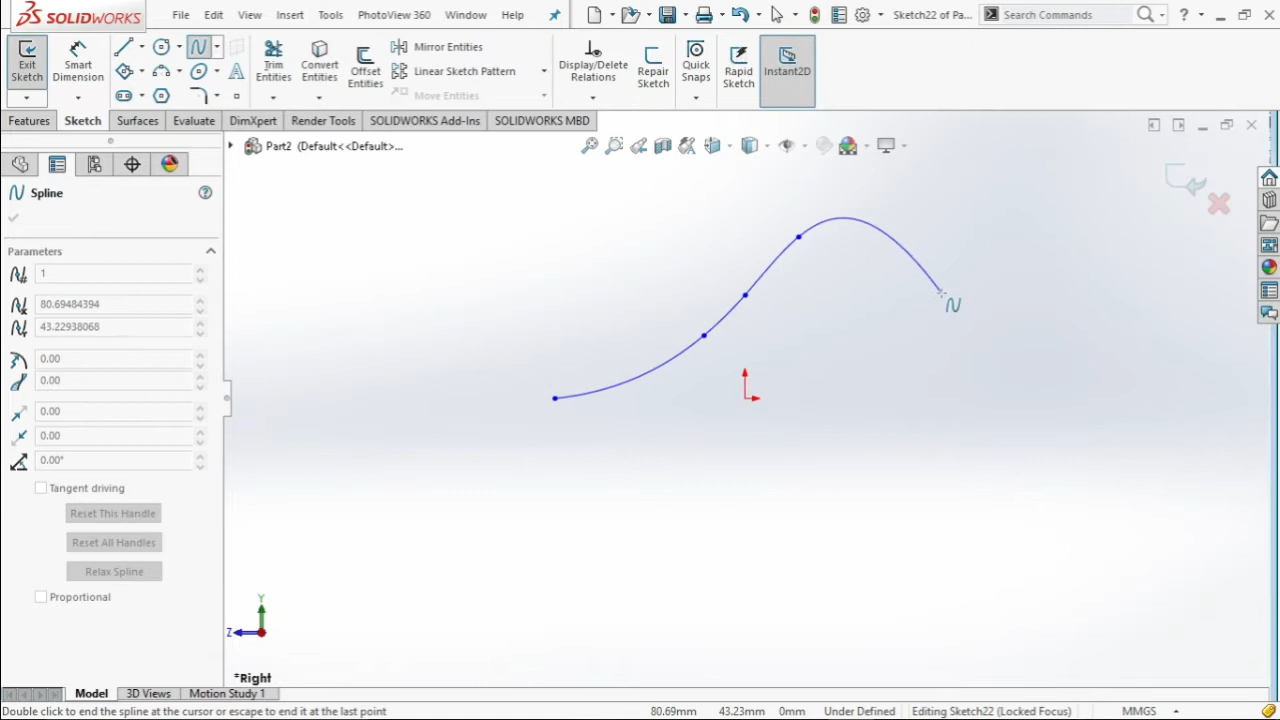 SOLIDWORKS File Edit View Insert Tools PhotoView 360 Window Help Sketch22 of Pa... Search Commands ?
Exit Sketch
Smart Dimension
Trim Entities
Convert Entities
Offset Entities
Mirror Entities
Linear Sketch Pattern
Move Entities
Display/Delete Relations
Repair Sketch
Quick Snaps
Rapid Sketch
Instant2D
Features Sketch Surfaces Evaluate DimXpert Render Tools SOLIDWORKS Add-Ins SOLIDWORKS MBD
Part2 (Default<<Default>...
Spline ?
Parameters
1
80.69484394
43.22938068
0.00
0.00
0.00
0.00
0.00°
Tangent driving
Reset This Handle
Reset All Handles
Relax Spline
Proportional
Y
Z
*Right
Model 3D Views Motion Study 1
Double click to end the spline at the cursor or escape to end it at the last point 80.69mm 43.23mm 0mm Under Defined Editing Sketch22 (Locked Focus) MMGS